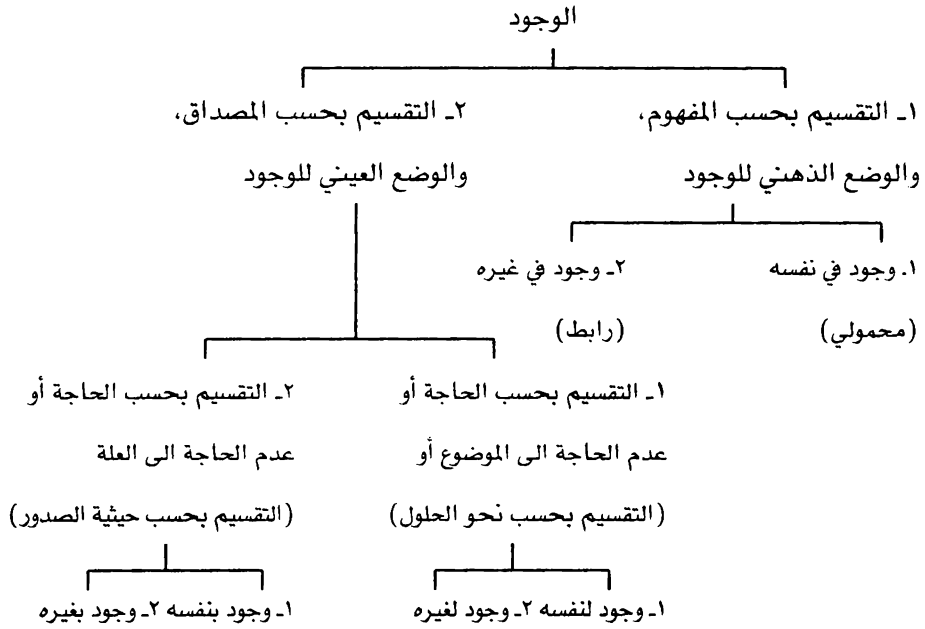 الوجود
١ـ التقسيم بحسب المفهوم،
والوضع الذهني للوجود
١ـ وجود في نفسه
(محمولي)
٢ـ وجود في غيره
(رابط)
٢ـ التقسيم بحسب المصداق،
والوضع العيني للوجود
١ـ التقسيم بحسب الحاجة أو
عدم الحاجة الى الموضوع أو
(التقسيم بحسب نحو الحلول)
١ـ وجود لنفسه ٢ـ وجود لغيره
٢ـ التقسيم بحسب الحاجة أو
عدم الحاجة الى العلة
(التقسيم بحسب حيثية الصدور)
١ـ وجود بنفسه ٢ـ وجود بغيره